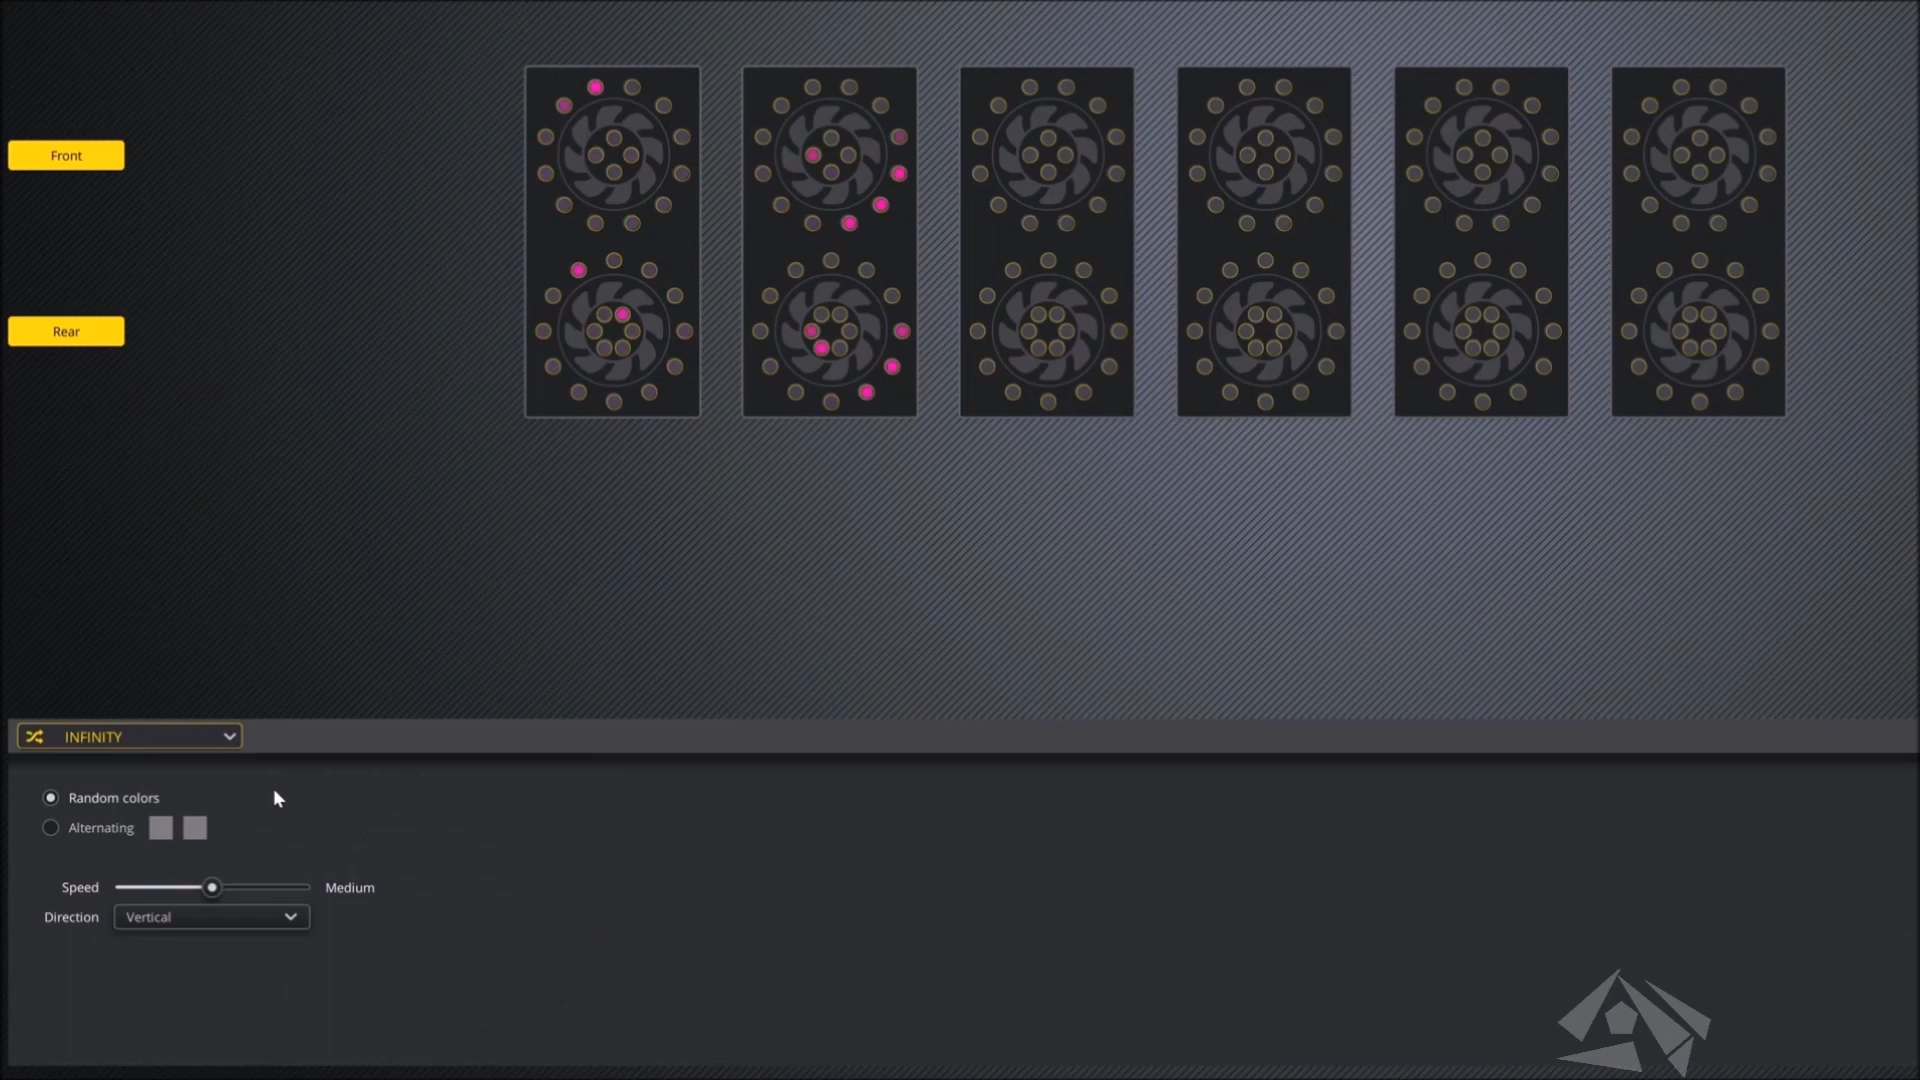 Front
Rear
INFINITY
Random colors
Alternating
Speed
Medium
Direction
Vertical